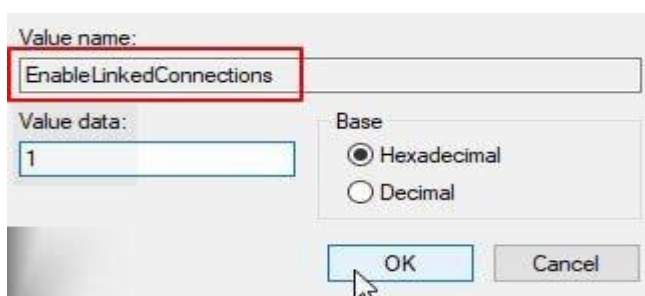 Value name:
EnableLinkedConnections
Value data:
Base
1
Hexadecimal
Decimal
OK
Cancel